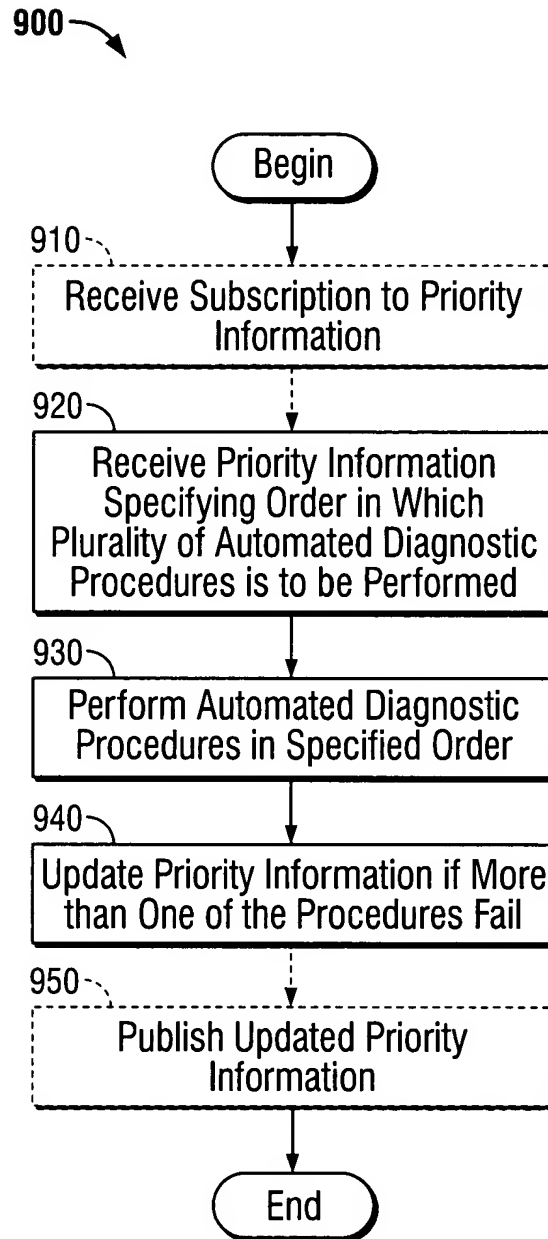 900
Begin
910
Receive Subscription to Priority
Information
920
Receive Priority Information
Specifying Order in Which
Plurality of Automated Diagnostic
Procedures is to be Performed
930
Perform Automated Diagnostic
Procedures in Specified Order
940
Update Priority Information if More
than One of the Procedures Fail
950
Publish Updated Priority
Information
End